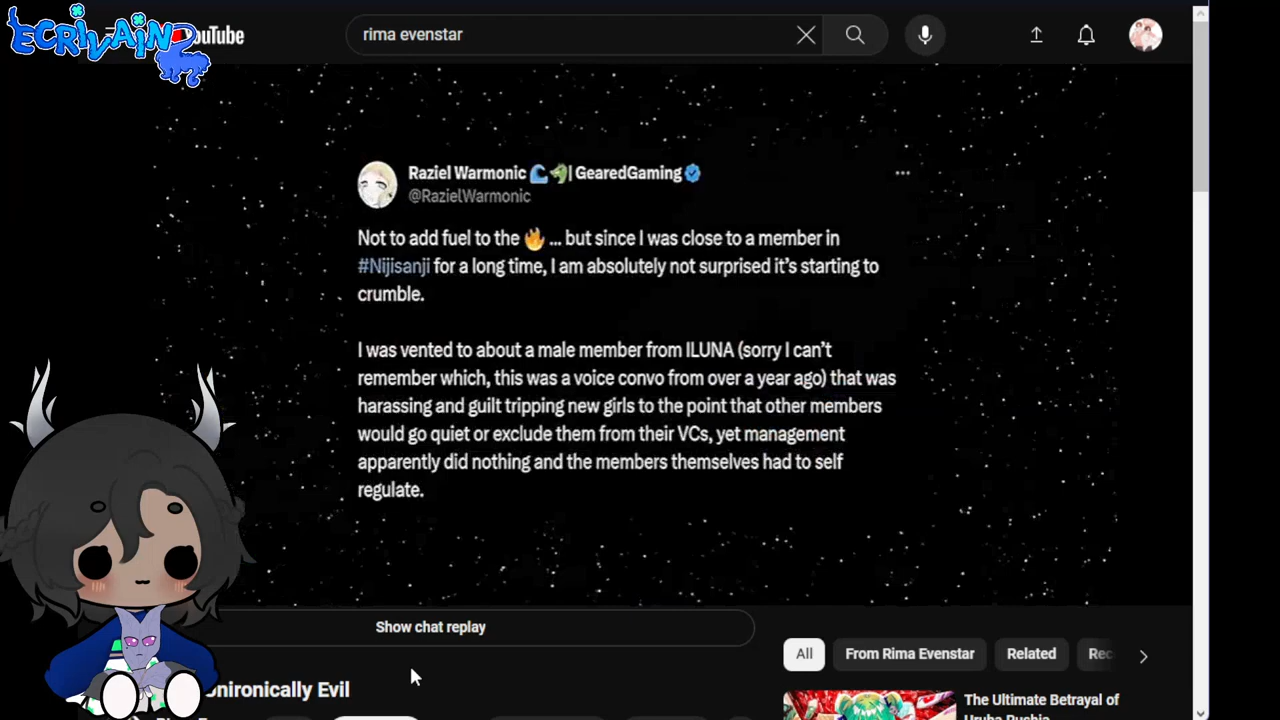 ECRIVAIN
ouTube
rima evenstar
Raziel Warmonic 🌊🐴| GearedGaming
@RazielWarmonic
Not to add fuel to the 🔥 ... but since I was close to a member in
#Nijisanji for a long time, I am absolutely not surprised it's starting to
crumble.
I was vented to about a male member from ILUNA (sorry I can't
remember which, this was a voice convo from over a year ago) that was
harassing and guilt tripping new girls to the point that other members
would go quiet or exclude them from their VCs, yet management
apparently did nothing and the members themselves had to self
regulate.
Show chat replay
All
From Rima Evenstar
Related
Rec
nironically Evil
The Ultimate Betrayal of